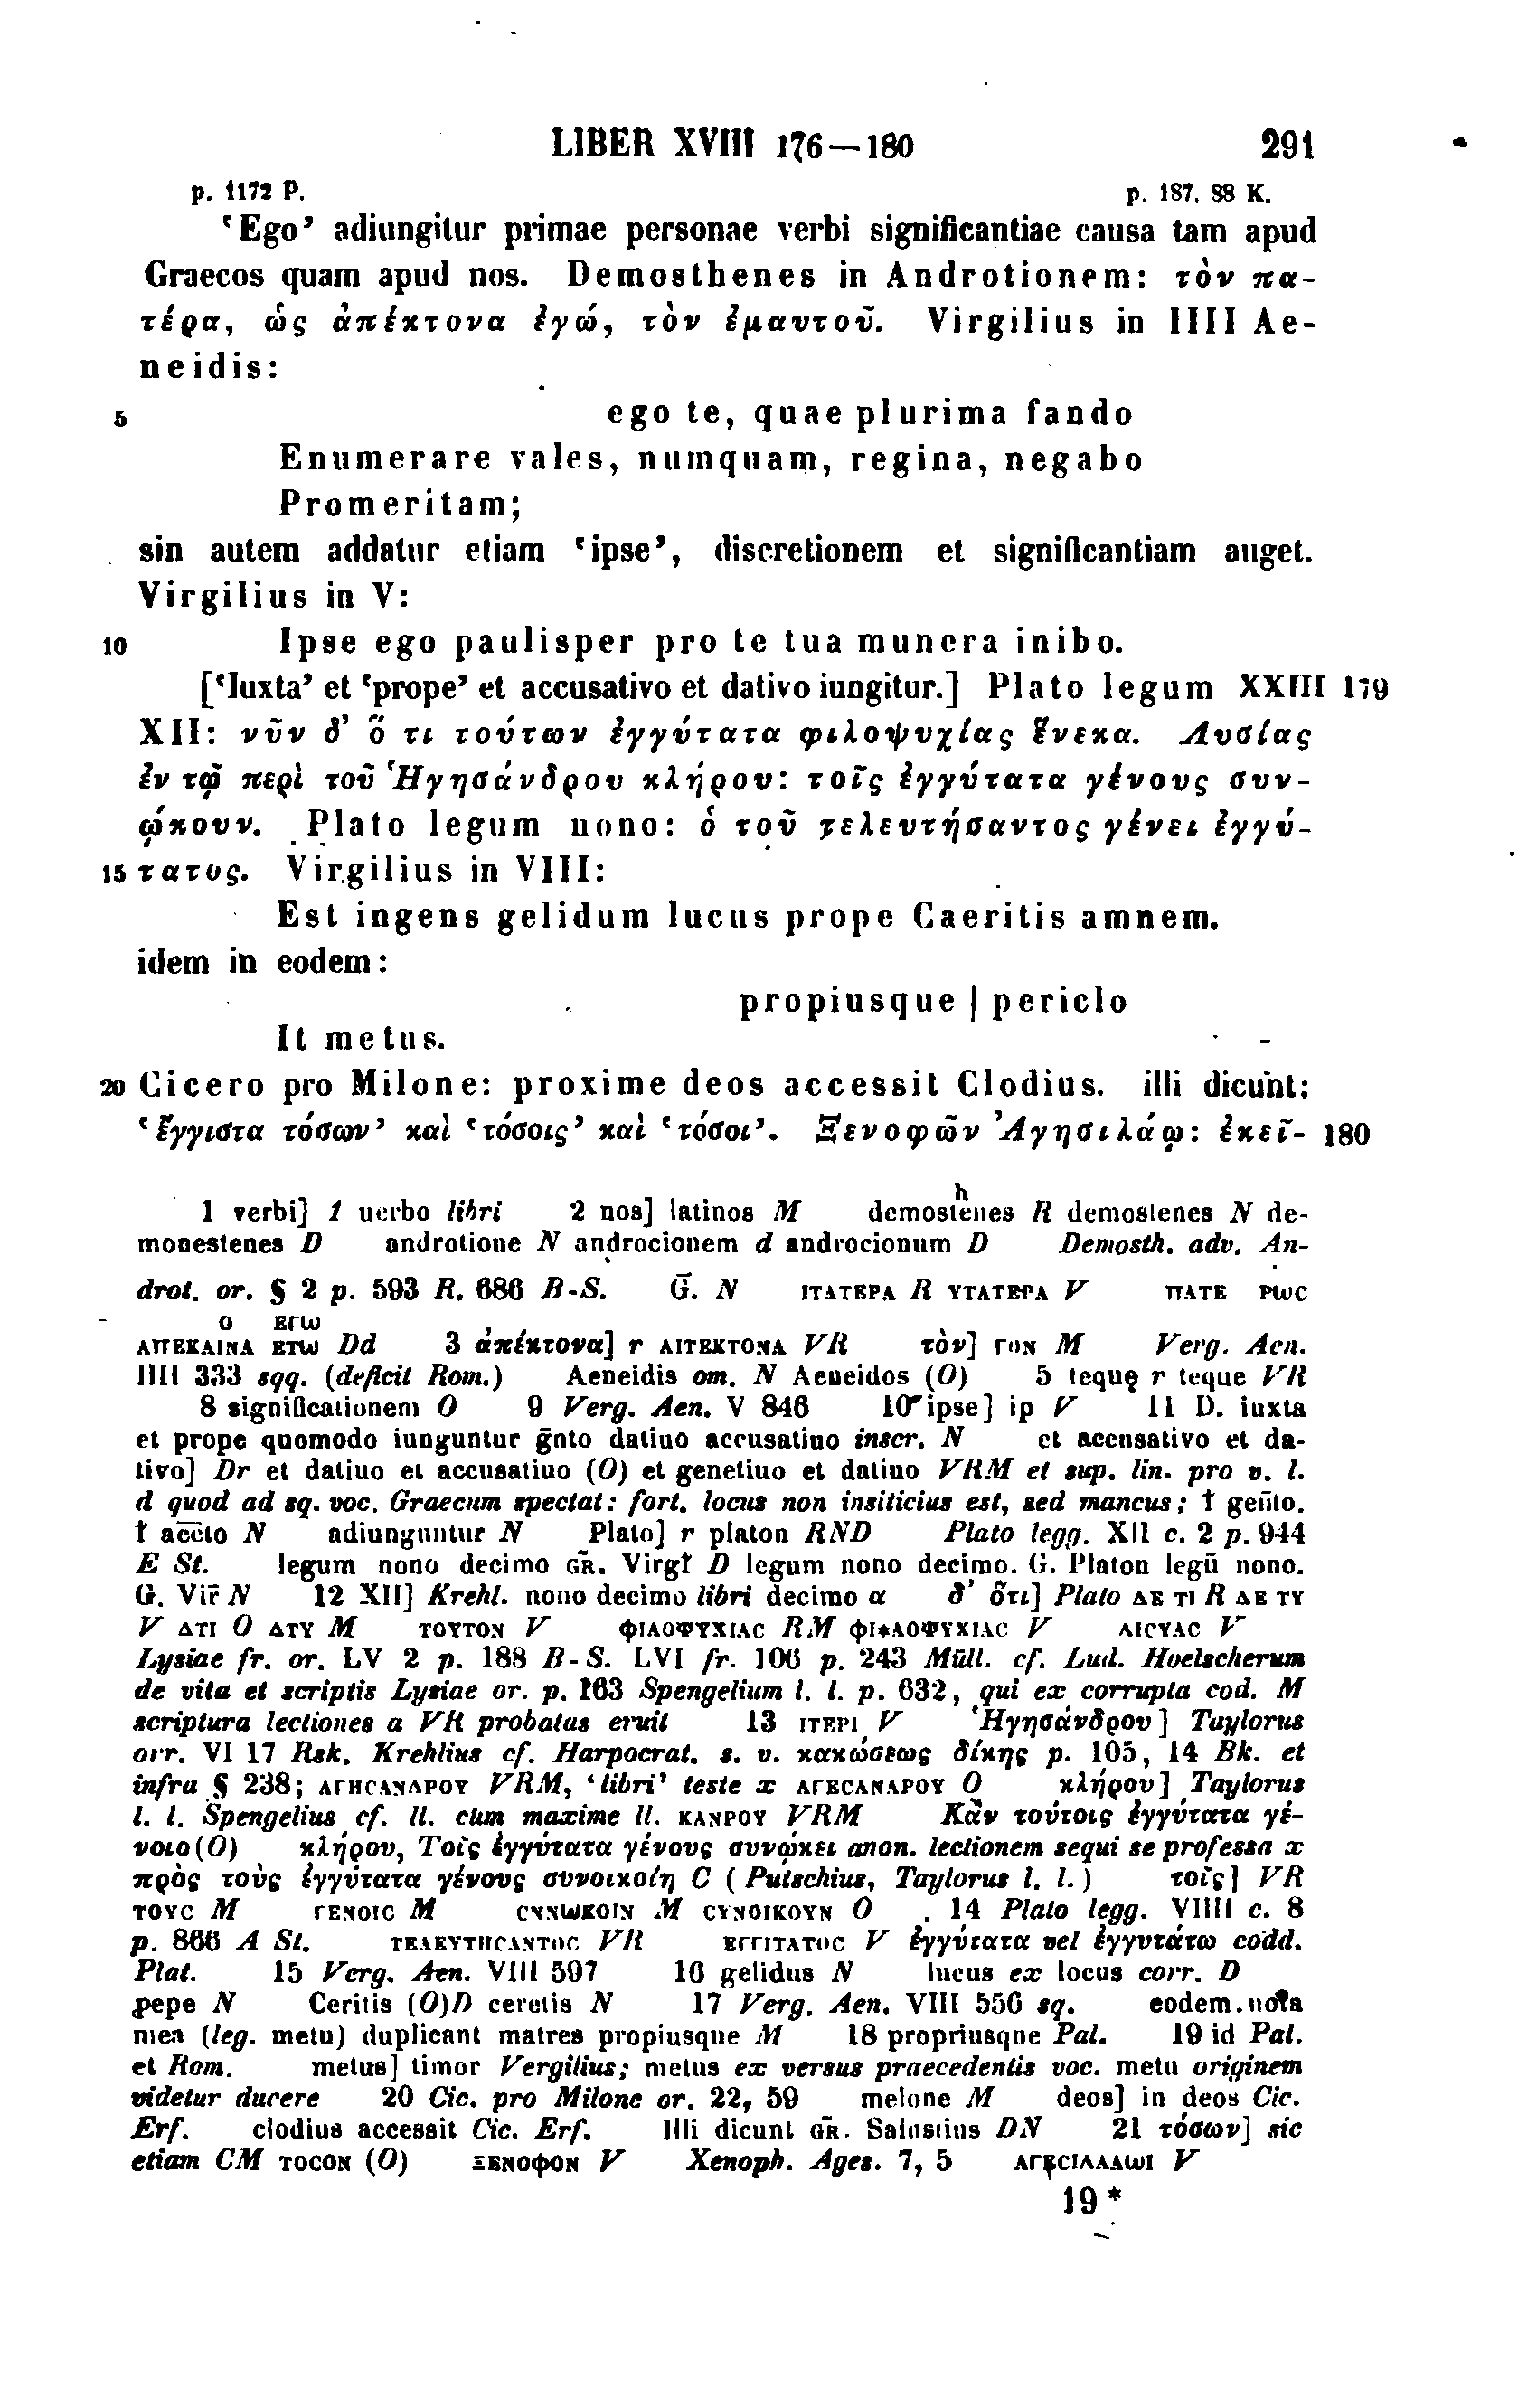 LIBER XVIII 176—180 291
p. 1172 P. p. 187. 88 K.
‘Ego’ adiungitur primae personae verbi significantiae causa tam apud
Graecos quam apud nos. Demosthenes in Androtionem: τὸν πα-
τέρα, ὡς ἀπέκτονα ἐγώ, τὸν ἐμαυτοῦ. Virgilius in IIII Ae-
neidis:
5 ego te, quae plurima fando
Enumerare vales, numquam, regina, negabo
Promeritam;
sin autem addatur etiam ‘ipse’, discretionem et significantiam auget.
Virgilius in V:
10 Ipse ego paulisper pro te tua munera inibo.
[‘Iuxta’ et ‘prope’ et accusativo et dativo iungitur.] Plato legum XXIII 179
XII: νῦν δ’ ὅ τι τούτων ἐγγύτατα φιλοψυχίας ἕνεκα. Λυσίας
ἐν τῷ περὶ τοῦ Ἡγησάνδρου κλήρου: τοῖς ἐγγύτατα γένους συν-
ῴκουν. Plato legum nono: ὁ τοῦ τελευτήσαντος γένει ἐγγύ-
15 τατος. Virgilius in VIII:
Est ingens gelidum lucus prope Caeritis amnem.
idem in eodem:
propiusque | periclo
It metus.
20 Cicero pro Milone: proxime deos accessit Clodius. illi dicunt:
‘ἔγγιστα τόσων’ καὶ ‘τόσοις’ καὶ ‘τόσοι’. Ξενοφῶν Ἀγησιλάῳ: ἐκεῖ- 180
1 verbi] 1 uerbo libri 2 nos] latinos M demostenes R demostenes N de-
h
monestenes D androtione N androcionem d androcionum D Demosth. adv. An-
drot. or. § 2 p. 593 R. 686 B-S. G. N ΙΤΑΤΕΡΑ R ΥΤΑΤΕΡΑ V ΠΑΤΕ ΡωC
Ο ΕΓω
ΑΠΕΚΑΙΝΑ ΕΤω Dd 3 ἀπέκτονα] r ΑΙΤΕΚΤΟΝΑ VR τὸν] ΓΟΝ M Verg. Aen.
IIII 333 sqq. (deficit Rom.) Aeneidis om. N Aeneidos (O) 5 tequę r teque VR
8 significationem O 9 Verg. Aen. V 846 10 ipse] ip V 11 D. iuxta
et prope quomodo iunguntur g̅nto datiuo accusatiuo inscr. N et accusativo et da-
tivo] Dr et datiuo et accusatiuo (O) et genetiuo et datiuo VRM et sup. lin. pro v. l.
d quod ad sq. voc. Graecum spectat: fort. locus non insiticius est, sed mancus; ł gen̅to.
ł acc̅to N adiunguntur N Plato] r platon RND Plato legg. XII c. 2 p. 944
E St. legum nono decimo GR̅. Virgł D legum nono decimo. G. Platon legū nono.
G. Vir̅ N 12 XII] Krehl. nono decimo libri decimo α δ’ ὅτι] Plato ΔΕ ΤΙ R ΔΕ ΤΥ
V ΔΤΙ O ΔΤΥ M ΤΟΥΤΟΝ V ΦΙΛΟΨΥΧΙΑC RM ΦΙ*ΛΟΦΥΧΙΑC V ΛΙCΥΑC V
Lysiae fr. or. LV 2 p. 188 B-S. LVI fr. 106 p. 243 Müll. cf. Lud. Hoelscherum
de vita et scriptis Lysiae or. p. 163 Spengelium l. l. p. 632, qui ex corrupta cod. M
scriptura lectiones a VR probatas eruit 13 ΙΤΕΡΙ V Ἡγησάνδρου] Taylorus
orr. VI 17 Rsk. Krehlius cf. Harpocrat. s. v. κακώσεως δίκης p. 105, 14 Bk. et
infra § 238; ΑΓΗCΑΝΔΡΟΥ VRM, ‘libri’ teste x ΑΓΕCΑΝΔΡΟΥ O κλήρου] Taylorus
l. l. Spengelius cf. ll. cum maxime ll. ΚΑΝΡΟΥ VRM Κἂν τούτοις ἐγγύτατα γέ-
νοιο(O) κλήρου, Τοῖς ἐγγύτατα γένους συνῴκει anon. lectionem sequi se professa x
πρὸς τοὺς ἐγγύτατα γένους συνοικοίη C (Putschius, Taylorus l. l.) τοῖς] VR
ΤΟΥC M ΓΕΝΟΙC M CΥΝωΚΟΙΝ M CΥΝΟΙΚΟΥΝ O 14 Plato legg. VIIII c. 8
p. 866 A St. ΤΕΛΕΥΤΗCΑΝΤΟC VR ΕΓΓΙΤΑΤΟC V ἐγγύτατα vel ἐγγυτάτω codd.
Plat. 15 Verg. Aen. VIII 597 16 gelidus N lucus ex locus corr. D
pepe N Ceritis (O)D ceretis N 17 Verg. Aen. VIII 556 sq. eodem. nota
mea (leg. metu) duplicant matres propiusque M 18 propriusque Pal. 19 id Pal.
et Rom. metus] timor Vergilius; metus ex versus praecedentis voc. metu originem
videtur ducere 20 Cic. pro Milone or. 22, 59 melone M deos] in deos Cic.
Erf. clodius accessit Cic. Erf. Illi dicunt GR̅. Salustius DN 21 τόσων] sic
etiam CM ΤΟCΟΝ (O) ΞΕΝΟΦΟΝ V Xenoph. Ages. 7, 5 V
19*